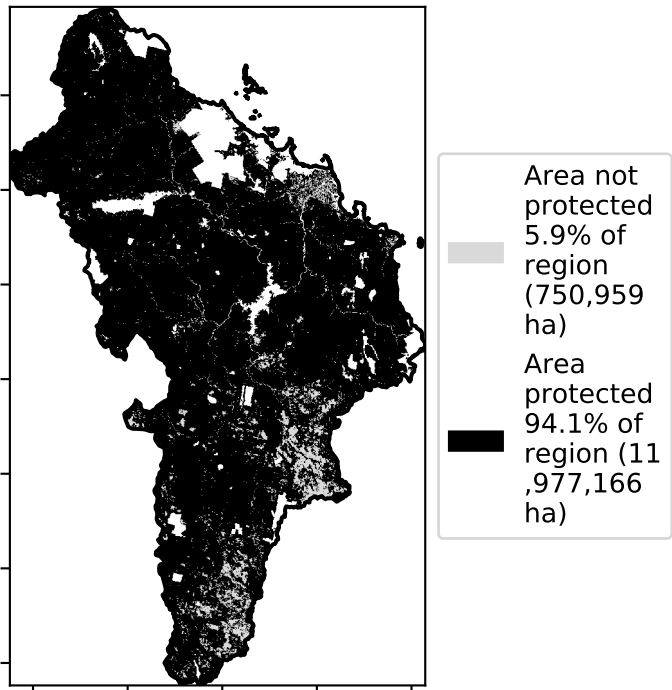 Area not
protected
5.9% of
region
(750,959
ha)
Area
protected
94.1% of
region (11
,977,166
ha)